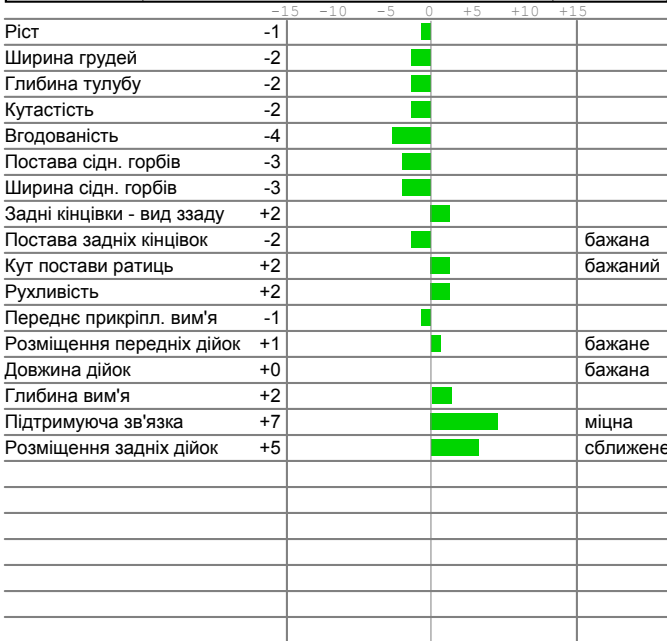 -15 -10 -5 0 +5 +10 +15
Ріст -1
Ширина грудей -2
Глибина тулубу -2
Кутастість -2
Вгодованість -4
Постава сідн. горбів -3
Ширина сідн. горбів -3
Задні кінцівки - вид ззаду +2
Постава задніх кінцівок -2 бажана
Кут постави ратиць +2 бажаний
Рухливість +2
Переднє прикріпл. вим'я -1
Розміщення передніх дійок +1 бажане
Довжина дійок +0 бажана
Глибина вим'я +2
Підтримуюча зв'язка +7 міцна
Розміщення задніх дійок +5 сближене